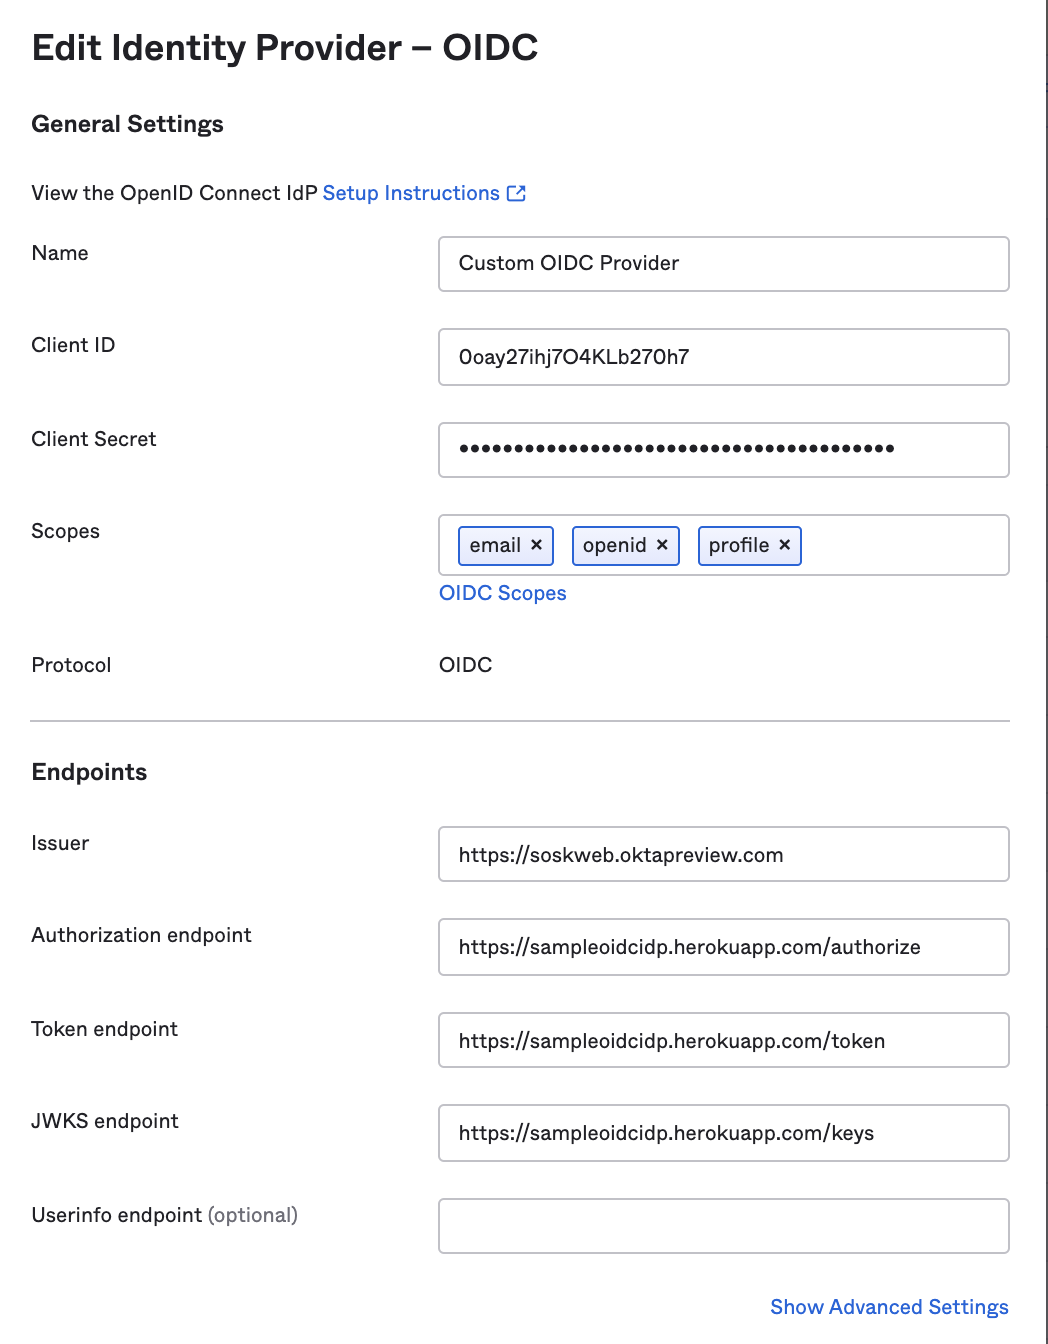 Edit Identity Provider – OIDC
General Settings
View the OpenID Connect IdP Setup Instructions
Name
Custom OIDC Provider
Client ID
0oay27ihj7O4KLb270h7
Client Secret
••••••••••••••••••••••••••••••••••••••••
Scopes
email × openid × profile ×
OIDC Scopes
Protocol
OIDC
Endpoints
Issuer
https://soskweb.oktapreview.com
Authorization endpoint
https://sampleoidcidp.herokuapp.com/authorize
Token endpoint
https://sampleoidcidp.herokuapp.com/token
JWKS endpoint
https://sampleoidcidp.herokuapp.com/keys
Userinfo endpoint (optional)
Show Advanced Settings